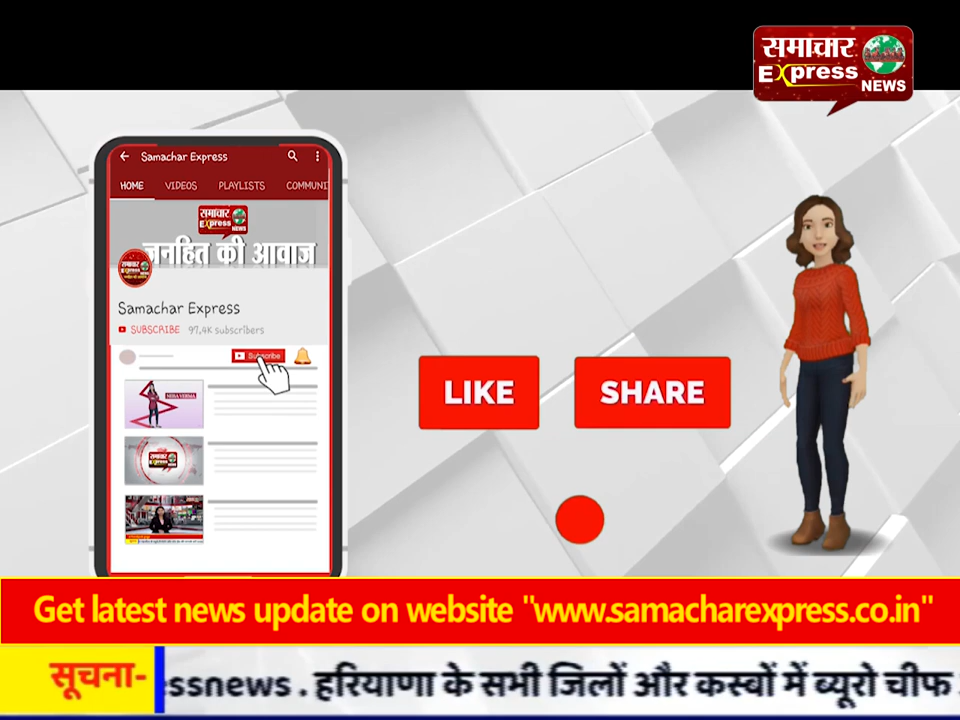 समाचार
Express
NEWS
Samachar Express
HOME VIDEOS PLAYLISTS COMMUNI
समाचार
Express
NEWS
जनहित की आवाज
Samachar Express
SUBSCRIBE 97,4K subscribers
Subscribe
LIKE
SHARE
Get latest news update on website "www.samacharexpress.co.in"
सूचना-
ssnews . हरियाणा के सभी जिलों और कस्बों में ब्यूरो चीफ